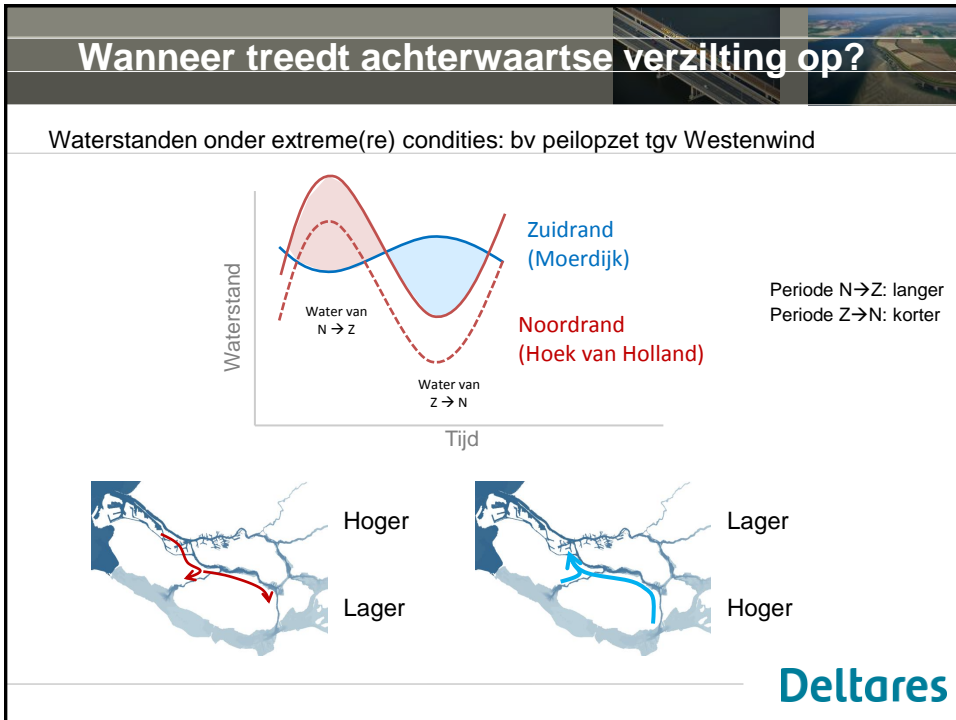 Wanneer treedt achterwaartse verzilting op?
Waterstanden onder extreme(re) condities: bv peilopzet tgv Westenwind
Waterstand
Zuidrand
(Moerdijk)
Water van
N → Z
Noordrand
(Hoek van Holland)
Water van
Z → N
Tijd
Periode N→Z: langer
Periode Z→N: korter
Hoger
Lager
Lager
Hoger
Deltares